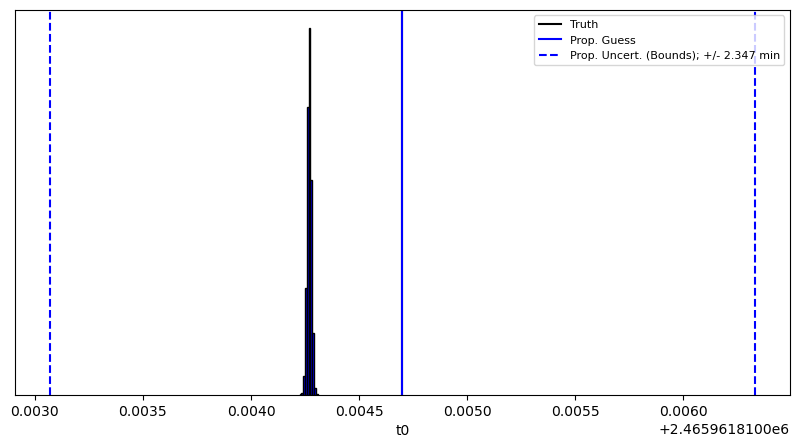 Truth
Prop. Guess
Prop. Uncert. (Bounds); +/- 2.347 min
0.0030 0.0035 0.0040 0.0045 0.0050 0.0055 0.0060
t0
+2.4659618100e6